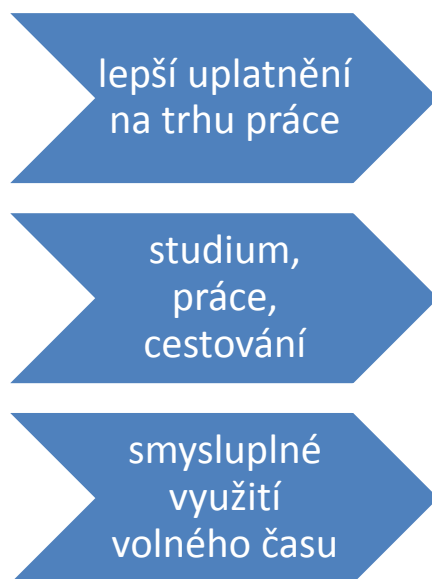 lepší uplatnění
na trhu práce
studium,
práce,
cestování
smysluplné
využití
volného času